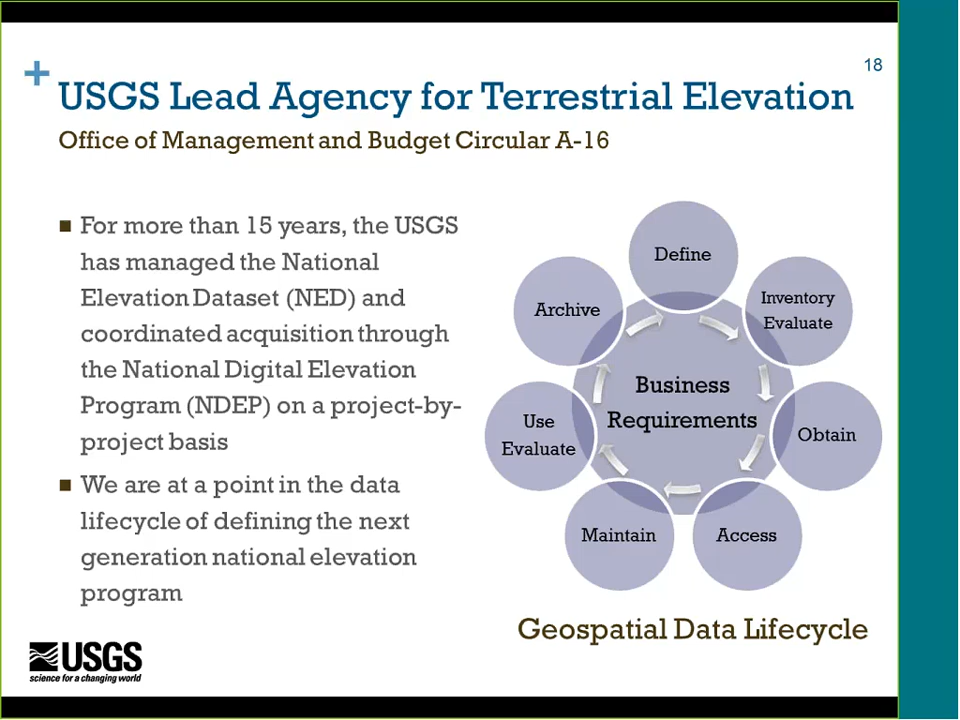 +
18
USGS Lead Agency for Terrestrial Elevation
Office of Management and Budget Circular A-16
■ For more than 15 years, the USGS
has managed the National
Elevation Dataset (NED) and
coordinated acquisition through
the National Digital Elevation
Program (NDEP) on a project-by-
project basis
■ We are at a point in the data
lifecycle of defining the next
generation national elevation
program
Define
Inventory
Evaluate
Obtain
Access
Maintain
Use
Evaluate
Archive
Business
Requirements
Geospatial Data Lifecycle
USGS
science for a changing world